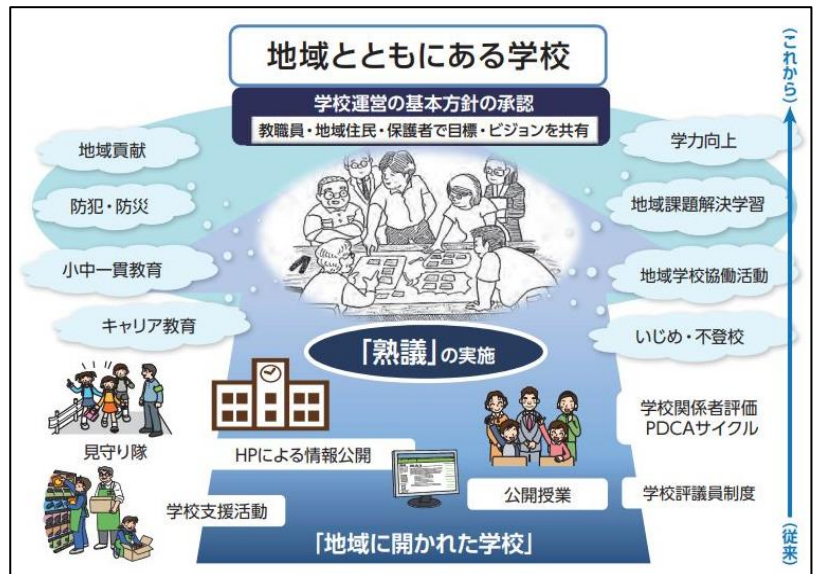 地域とともにある学校
学校運営の基本方針の承認
教職員・地域住民・保護者で目標・ビジョンを共有
(これから)
地域貢献
防犯・防災
小中一貫教育
キャリア教育
学力向上
地域課題解決学習
地域学校協働活動
いじめ・不登校
「熟議」の実施
見守り隊
HPによる情報公開
学校関係者評価
PDCAサイクル
学校支援活動
公開授業
学校評議員制度
「地域に開かれた学校」
(従来)